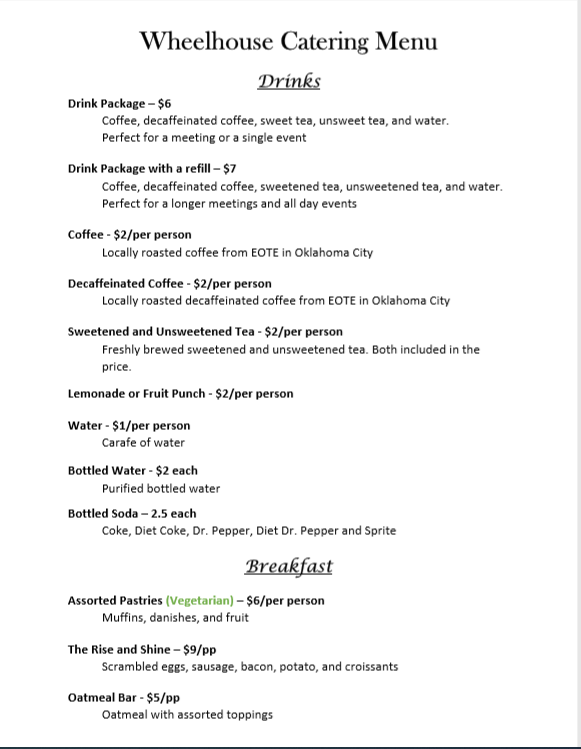 Wheelhouse Catering Menu
Drinks
Drink Package – $6
Coffee, decaffeinated coffee, sweet tea, unsweet tea, and water.
Perfect for a meeting or a single event
Drink Package with a refill – $7
Coffee, decaffeinated coffee, sweetened tea, unsweetened tea, and water.
Perfect for a longer meetings and all day events
Coffee - $2/per person
Locally roasted coffee from EOTE in Oklahoma City
Decaffeinated Coffee - $2/per person
Locally roasted decaffeinated coffee from EOTE in Oklahoma City
Sweetened and Unsweetened Tea - $2/per person
Freshly brewed sweetened and unsweetened tea. Both included in the
price.
Lemonade or Fruit Punch - $2/per person
Water - $1/per person
Carafe of water
Bottled Water - $2 each
Purified bottled water
Bottled Soda – 2.5 each
Coke, Diet Coke, Dr. Pepper, Diet Dr. Pepper and Sprite
Breakfast
Assorted Pastries (Vegetarian) – $6/per person
Muffins, danishes, and fruit
The Rise and Shine – $9/pp
Scrambled eggs, sausage, bacon, potato, and croissants
Oatmeal Bar - $5/pp
Oatmeal with assorted toppings